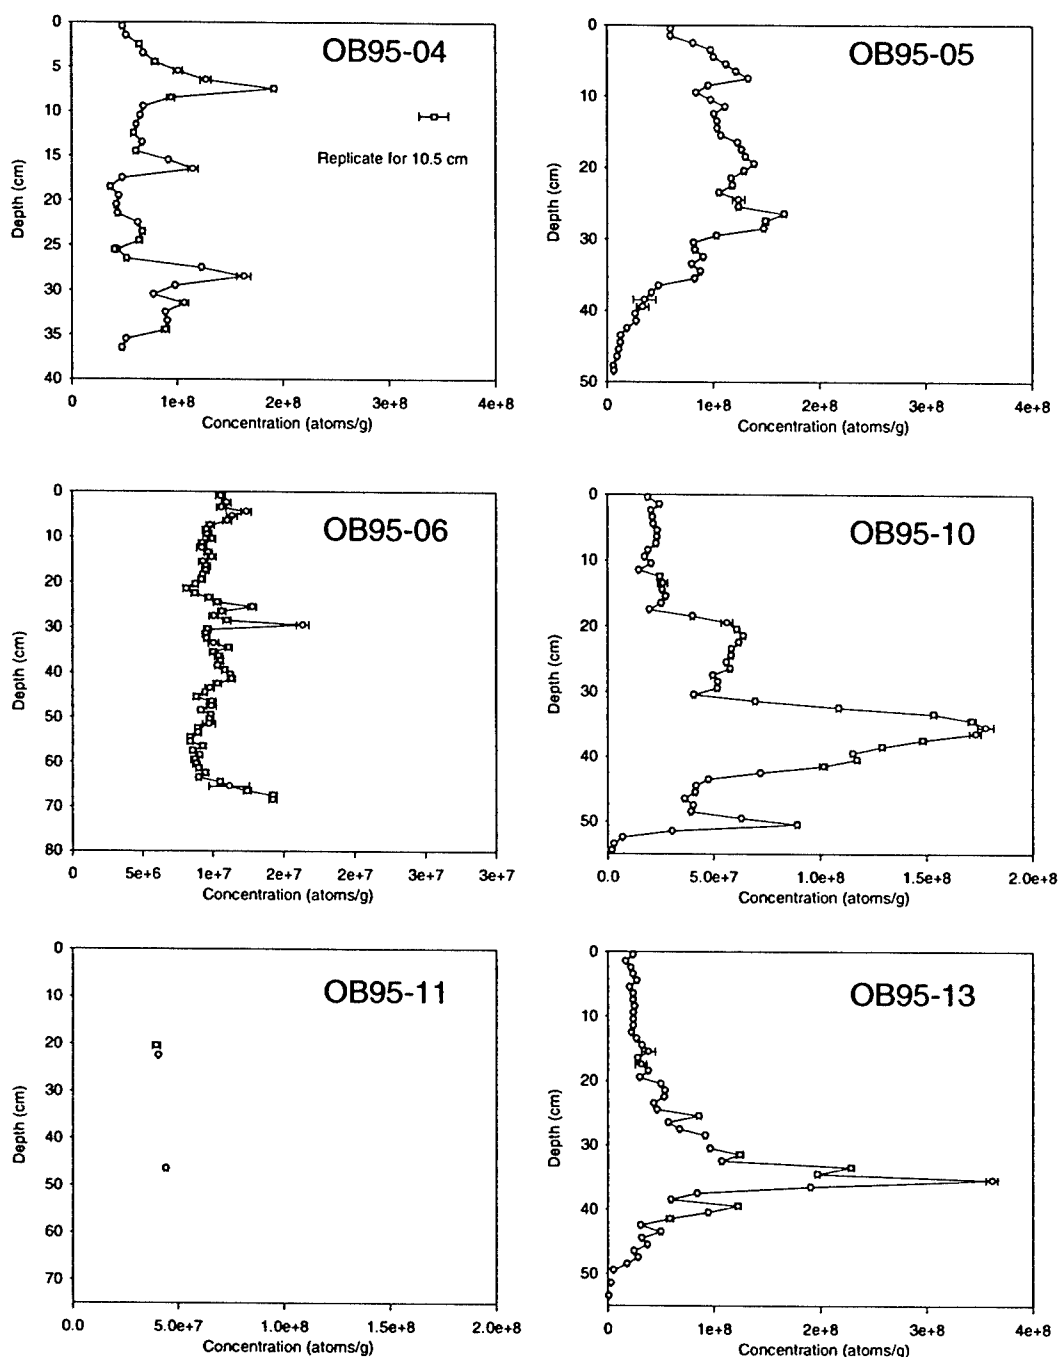 OB95-04
0
5
10
15
20
25
30
35
40
Depth (cm)
Replicate for 10.5 cm
0
1e+8
2e+8
3e+8
4e+8
Concentration (atoms/g)
OB95-05
0
10
20
30
40
50
Depth (cm)
0
1e+8
2e+8
3e+8
4e+8
Concentration (atoms/g)
OB95-06
0
10
20
30
40
50
60
70
80
Depth (cm)
5e+6
1e+7
1e+7
2e+7
2e+7
3e+7
3e+7
Concentration (atoms/g)
OB95-10
0
10
20
30
40
50
Depth (cm)
0.0
5.0e+7
1.0e+8
1.5e+8
2.0e+8
Concentration (atoms/g)
OB95-11
0
10
20
30
40
50
60
70
Depth (cm)
0.0
5.0e+7
1.0e+8
1.5e+8
2.0e+8
Concentration (atoms/g)
OB95-13
0
10
20
30
40
50
Depth (cm)
0
1e+8
2e+8
3e+8
4e+8
Concentration (atoms/g)